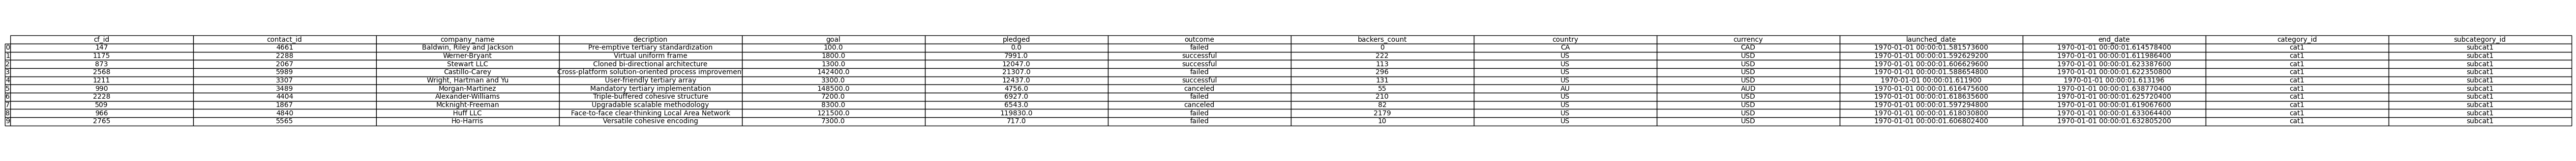 cf_id contact_id company_name decription goal pledged outcome backers_count country currency launched_date end_date category_id subcategory_id
0 147 4661 Baldwin, Riley and Jackson Pre-emptive tertiary standardization 100.0 0.0 failed 0 CA CAD 1970-01-01 00:00:01.581573600 1970-01-01 00:00:01.614578400 cat1 subcat1
1 1175 2288 Werner-Bryant Virtual uniform frame 1800.0 7991.0 successful 222 US USD 1970-01-01 00:00:01.592629200 1970-01-01 00:00:01.611986400 cat1 subcat1
2 873 2067 Stewart LLC Cloned bi-directional architecture 1300.0 12047.0 successful 113 US USD 1970-01-01 00:00:01.606629600 1970-01-01 00:00:01.623387600 cat1 subcat1
3 2568 5989 Castillo-Carey Cross-platform solution-oriented process improvemen 142400.0 21307.0 failed 296 US USD 1970-01-01 00:00:01.588654800 1970-01-01 00:00:01.622350800 cat1 subcat1
4 1211 3307 Wright, Hartman and Yu User-friendly tertiary array 3300.0 12437.0 successful 131 US USD 1970-01-01 00:00:01.611900 1970-01-01 00:00:01.613196 cat1 subcat1
5 990 3489 Morgan-Martinez Mandatory tertiary implementation 148500.0 4756.0 canceled 55 AU AUD 1970-01-01 00:00:01.616475600 1970-01-01 00:00:01.638770400 cat1 subcat1
6 2228 4404 Alexander-Williams Triple-buffered cohesive structure 7200.0 6927.0 failed 210 US USD 1970-01-01 00:00:01.618635600 1970-01-01 00:00:01.625720400 cat1 subcat1
7 509 1867 Mcknight-Freeman Upgradable scalable methodology 8300.0 6543.0 canceled 82 US USD 1970-01-01 00:00:01.597294800 1970-01-01 00:00:01.619067600 cat1 subcat1
8 966 4840 Huff LLC Face-to-face clear-thinking Local Area Network 121500.0 119830.0 failed 2179 US USD 1970-01-01 00:00:01.618030800 1970-01-01 00:00:01.633064400 cat1 subcat1
9 2765 5565 Ho-Harris Versatile cohesive encoding 7300.0 717.0 failed 10 US USD 1970-01-01 00:00:01.606802400 1970-01-01 00:00:01.632805200 cat1 subcat1